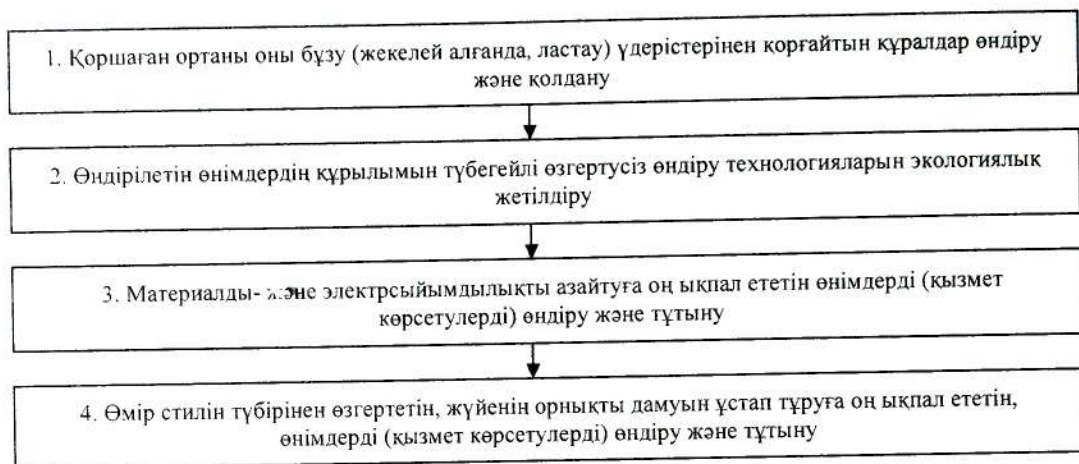 1. Қоршаған ортаны оны бұзу (жекелей алғанда, ластау) үдерістерінен қорғайтын құралдар өндіру
және қолдану
2. Өндірілетін өнімдердің құрылымын түбегейлі өзгертусіз өндіру технологияларын экологиялық
жетілдіру
3. Материалды- және электрсыйымдылықты азайтуға оң ықпал ететін өнімдерді (қызмет
көрсетулерді) өндіру және тұтыну
4. Өмір стилін түбірінен өзгертетін, жүйенің орнықты дамуын ұстап тұруға оң ықпал ететін,
өнімдерді (қызмет көрсетулерді) өндіру және тұтыну